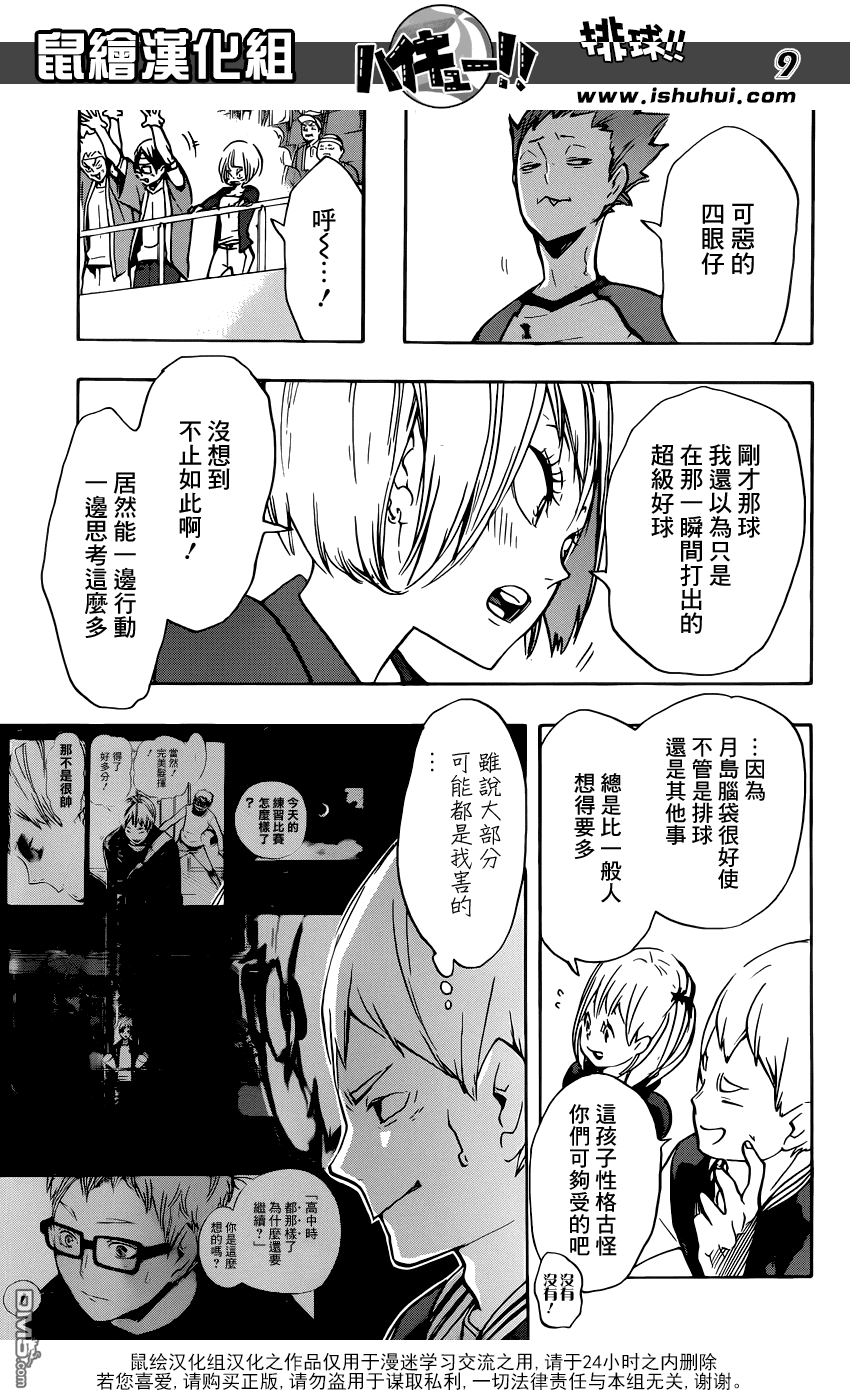 鼠繪漢化組
ハイキュー!!
排球!!
9
www.ishuhui.com
可惡的
四眼仔
呼～…!
剛才那球
我還以為只是
在那一瞬間打出的
超級好球
沒想到
不止如此啊!
居然能一邊行動
一邊思考這麼多
…因為
月島腦袋很好使
不管是排球
還是其他事
總是比一般人
想得要多
這孩子性格古怪
你們可夠受的吧
沒有
沒有!
雖說大部分
可能都是我害的
…
今天的
練習比賽
怎麼樣了
?
當然!
完美發揮
!
得了
好多分!
那不是很帥
「高中時
都那樣了
為什麼還要
繼續?」
你是這麼
想的嗎?
鼠绘汉化组汉化之作品仅用于漫迷学习交流之用, 请于24小时之内删除
若您喜爱, 请购买正版, 请勿盗用于谋取私利, 一切法律责任与本组无关, 谢谢。